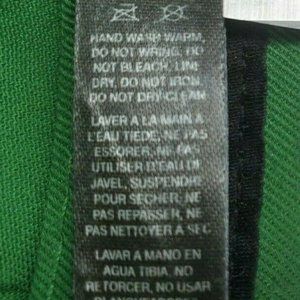 HAND WASH WARM,
DO NOT WRING, DO
NOT BLEACH, LINE
DRY, DO NOT IRON,
DO NOT DRYCLEAN
LAVER A LA MAIN A
L'EAU TIEDE, NE PAS
ESSORER, NE PAS
UTILISER D'EAU DE
JAVEL, SUSPENDRE
POUR SECHER, NE
PAS REPASSER, NE
PAS NETTOYER A SEC
LAVAR A MANO EN
AGUA TIBIA, NO
RETORCER, NO USAR